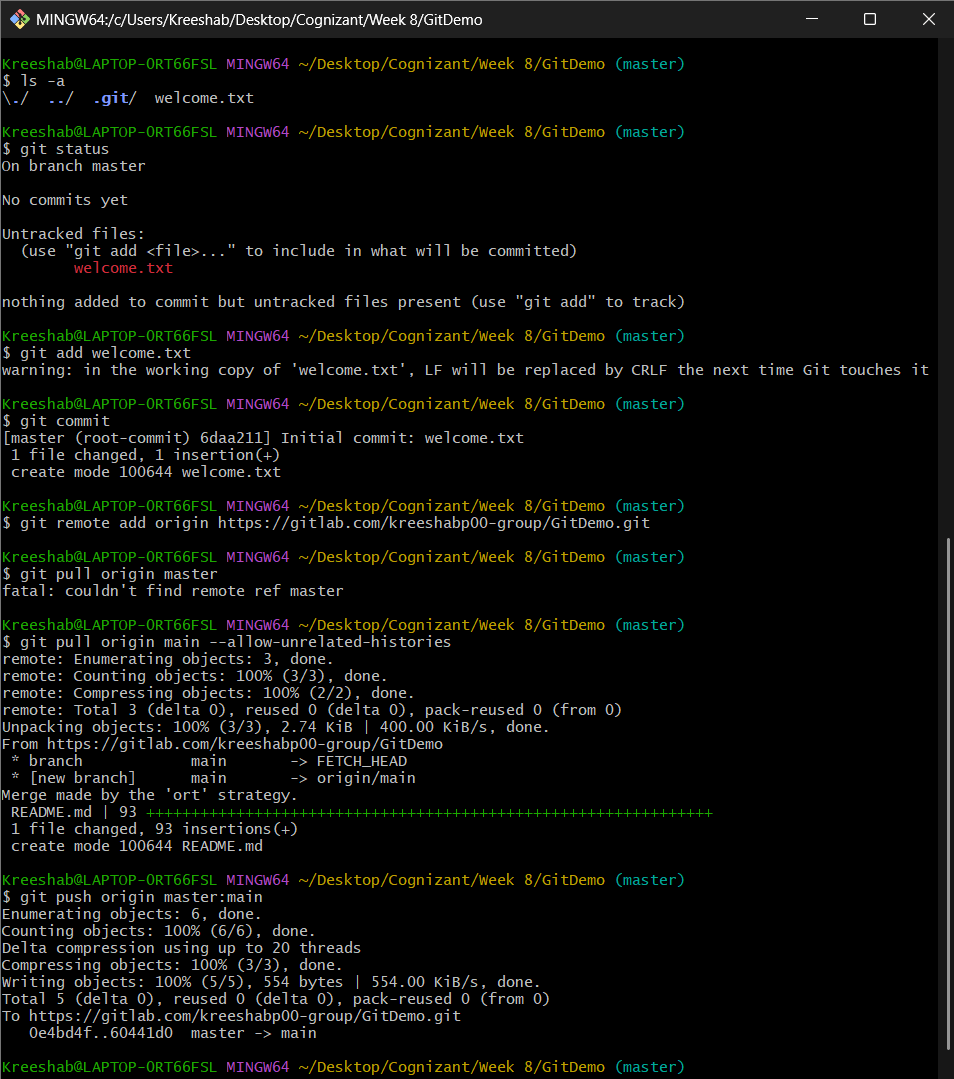 MINGW64:/c/Users/Kreeshab/Desktop/Cognizant/Week 8/GitDemo
Kreeshab@LAPTOP-0RT66FSL MINGW64 ~/Desktop/Cognizant/Week 8/GitDemo (master)
$ ls -a
\./  ../  .git/  welcome.txt
Kreeshab@LAPTOP-0RT66FSL MINGW64 ~/Desktop/Cognizant/Week 8/GitDemo (master)
$ git status
On branch master
No commits yet
Untracked files:
  (use "git add <file>..." to include in what will be committed)
        welcome.txt
nothing added to commit but untracked files present (use "git add" to track)
Kreeshab@LAPTOP-0RT66FSL MINGW64 ~/Desktop/Cognizant/Week 8/GitDemo (master)
$ git add welcome.txt
warning: in the working copy of 'welcome.txt', LF will be replaced by CRLF the next time Git touches it
Kreeshab@LAPTOP-0RT66FSL MINGW64 ~/Desktop/Cognizant/Week 8/GitDemo (master)
$ git commit
[master (root-commit) 6daa211] Initial commit: welcome.txt
 1 file changed, 1 insertion(+)
 create mode 100644 welcome.txt
Kreeshab@LAPTOP-0RT66FSL MINGW64 ~/Desktop/Cognizant/Week 8/GitDemo (master)
$ git remote add origin https://gitlab.com/kreeshabp00-group/GitDemo.git
Kreeshab@LAPTOP-0RT66FSL MINGW64 ~/Desktop/Cognizant/Week 8/GitDemo (master)
$ git pull origin master
fatal: couldn't find remote ref master
Kreeshab@LAPTOP-0RT66FSL MINGW64 ~/Desktop/Cognizant/Week 8/GitDemo (master)
$ git pull origin main --allow-unrelated-histories
remote: Enumerating objects: 3, done.
remote: Counting objects: 100% (3/3), done.
remote: Compressing objects: 100% (2/2), done.
remote: Total 3 (delta 0), reused 0 (delta 0), pack-reused 0 (from 0)
Unpacking objects: 100% (3/3), 2.74 KiB | 400.00 KiB/s, done.
From https://gitlab.com/kreeshabp00-group/GitDemo
 * branch            main       -> FETCH_HEAD
 * [new branch]      main       -> origin/main
Merge made by the 'ort' strategy.
 README.md | 93 +++++++++++++++++++++++++++++++++++++++++++++++++++++++++++++++
 1 file changed, 93 insertions(+)
 create mode 100644 README.md
Kreeshab@LAPTOP-0RT66FSL MINGW64 ~/Desktop/Cognizant/Week 8/GitDemo (master)
$ git push origin master:main
Enumerating objects: 6, done.
Counting objects: 100% (6/6), done.
Delta compression using up to 20 threads
Compressing objects: 100% (3/3), done.
Writing objects: 100% (5/5), 554 bytes | 554.00 KiB/s, done.
Total 5 (delta 0), reused 0 (delta 0), pack-reused 0 (from 0)
To https://gitlab.com/kreeshabp00-group/GitDemo.git
   0e4bd4f..60441d0  master -> main
Kreeshab@LAPTOP-0RT66FSL MINGW64 ~/Desktop/Cognizant/Week 8/GitDemo (master)